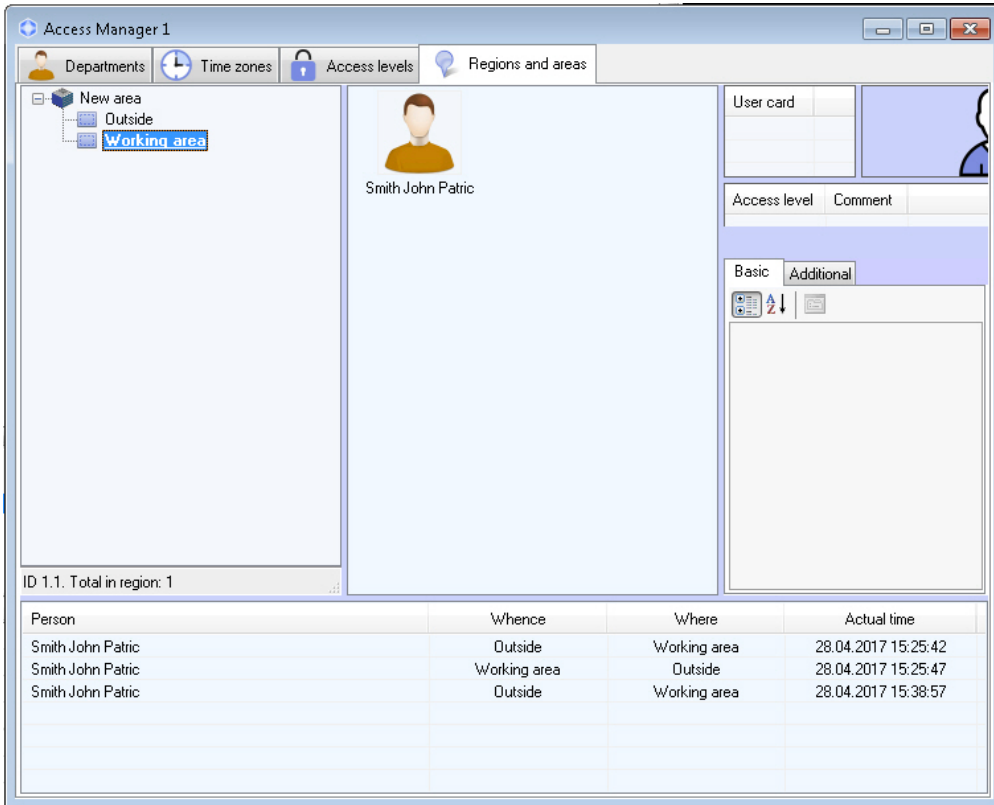 Access Manager 1
Departments Time zones Access levels Regions and areas
New area
Outside
Working area
Smith John Patric
User card
Access level Comment
Basic Additional
A
Z
ID 1.1. Total in region: 1
Person Whence Where Actual time
Smith John Patric Outside Working area 28.04.2017 15:25:42
Smith John Patric Working area Outside 28.04.2017 15:25:47
Smith John Patric Outside Working area 28.04.2017 15:38:57